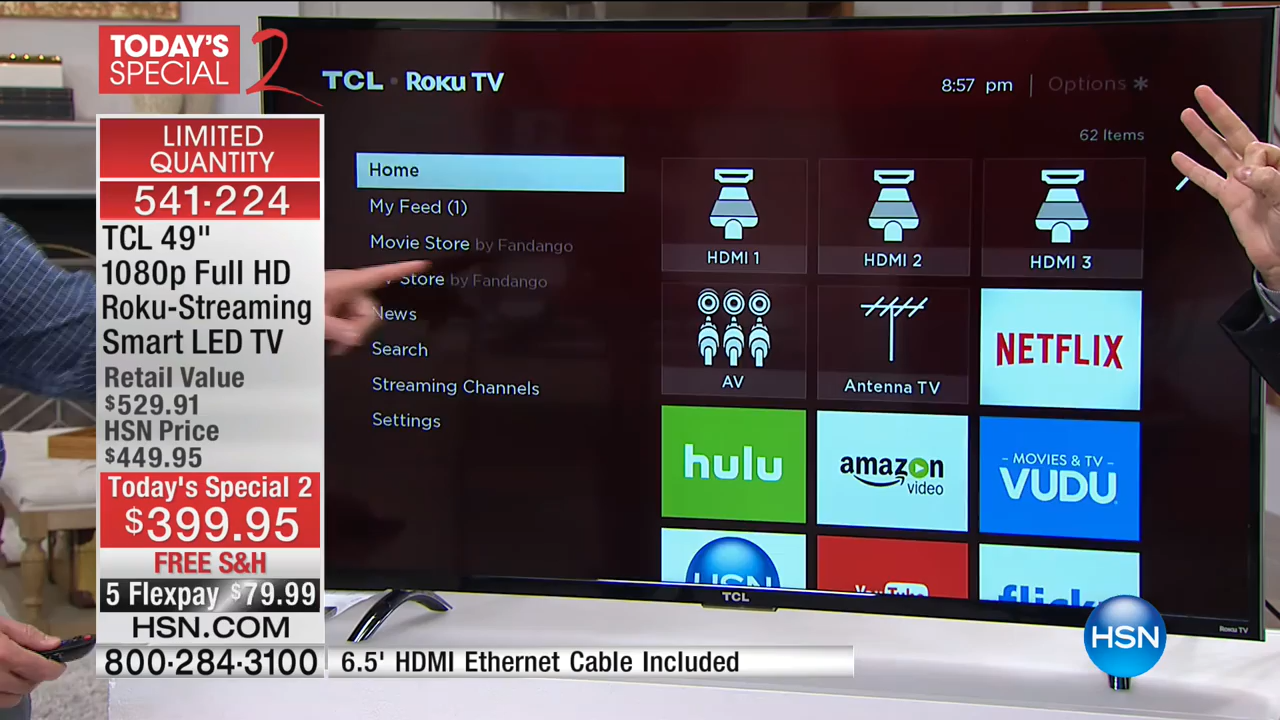 TODAY'S
SPECIAL 2
LIMITED
QUANTITY
541·224
TCL 49"
1080p Full HD
Roku-Streaming
Smart LED TV
Retail Value
$529.91
HSN Price
$449.95
Today's Special 2
$399.95
FREE S&H
5 Flexpay $79.99
HSN.COM
800·284·3100
6.5' HDMI Ethernet Cable Included
TCL · Roku TV
8:57 pm | Options *
62 Items
Home
My Feed (1)
Movie Store by Fandango
Store by Fandango
News
Search
Streaming Channels
Settings
HDMI 1
HDMI 2
HDMI 3
AV
Antenna TV
NETFLIX
hulu
amazon
video
MOVIES & TV
VUDU
HSN
YouTube
flickr
TCL
Roku TV
HSN